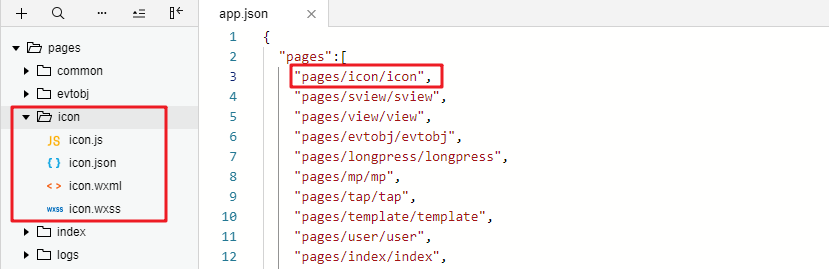 app.json
pages
common
evtobj
icon
JS icon.js
{ } icon.json
< > icon.wxml
wxss icon.wxss
index
logs
1 {
2 "pages":[
3 "pages/icon/icon",
4 "pages/sview/sview",
5 "pages/view/view",
6 "pages/evtobj/evtobj",
7 "pages/longpress/longpress",
8 "pages/mp/mp",
9 "pages/tap/tap",
10 "pages/template/template",
11 "pages/user/user",
12 "pages/index/index",